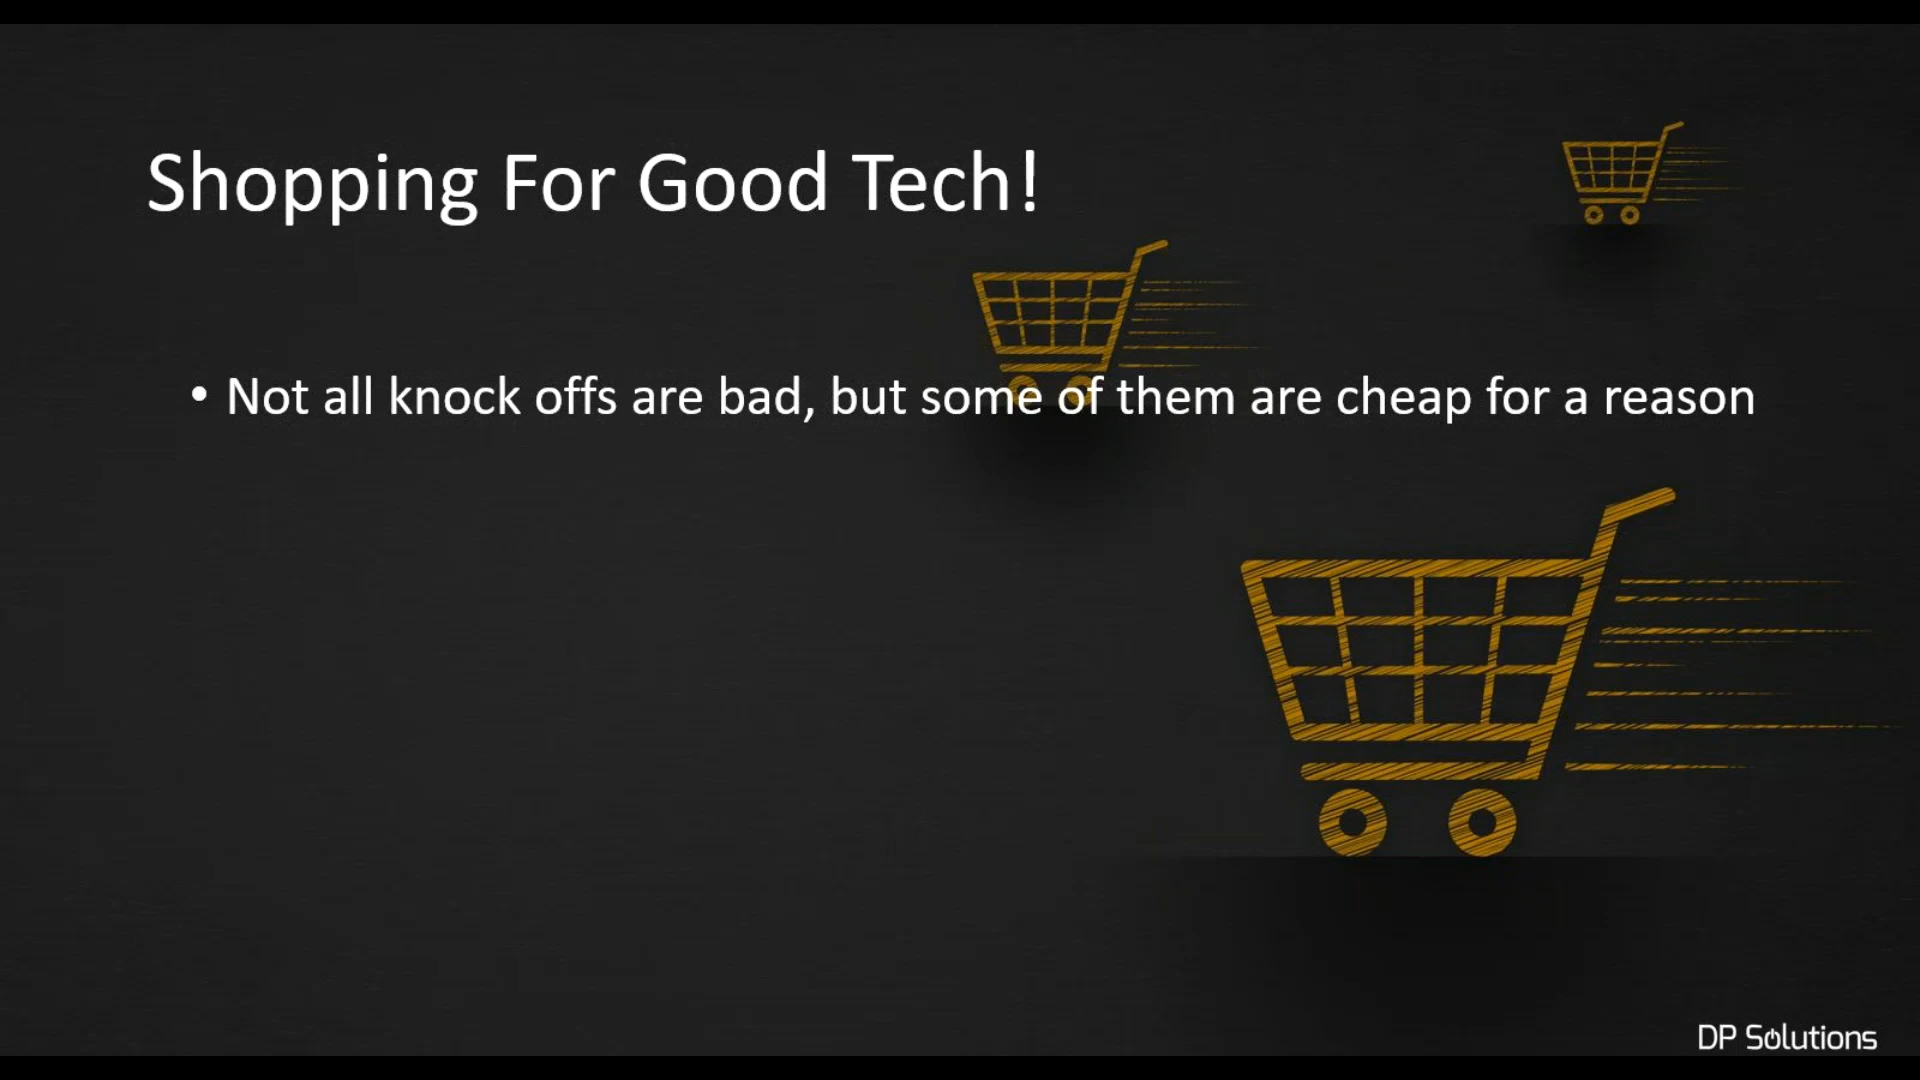 Shopping For Good Tech!
• Not all knock offs are bad, but some of them are cheap for a reason
DP Solutions